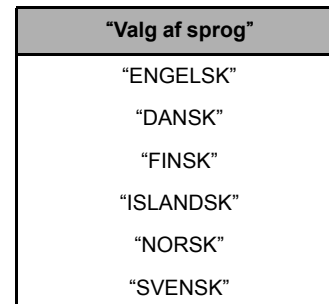 “Valg af sprog”
“ENGELSK”
“DANSK”
“FINSK”
“ISLANDSK”
“NORSK”
“SVENSK”